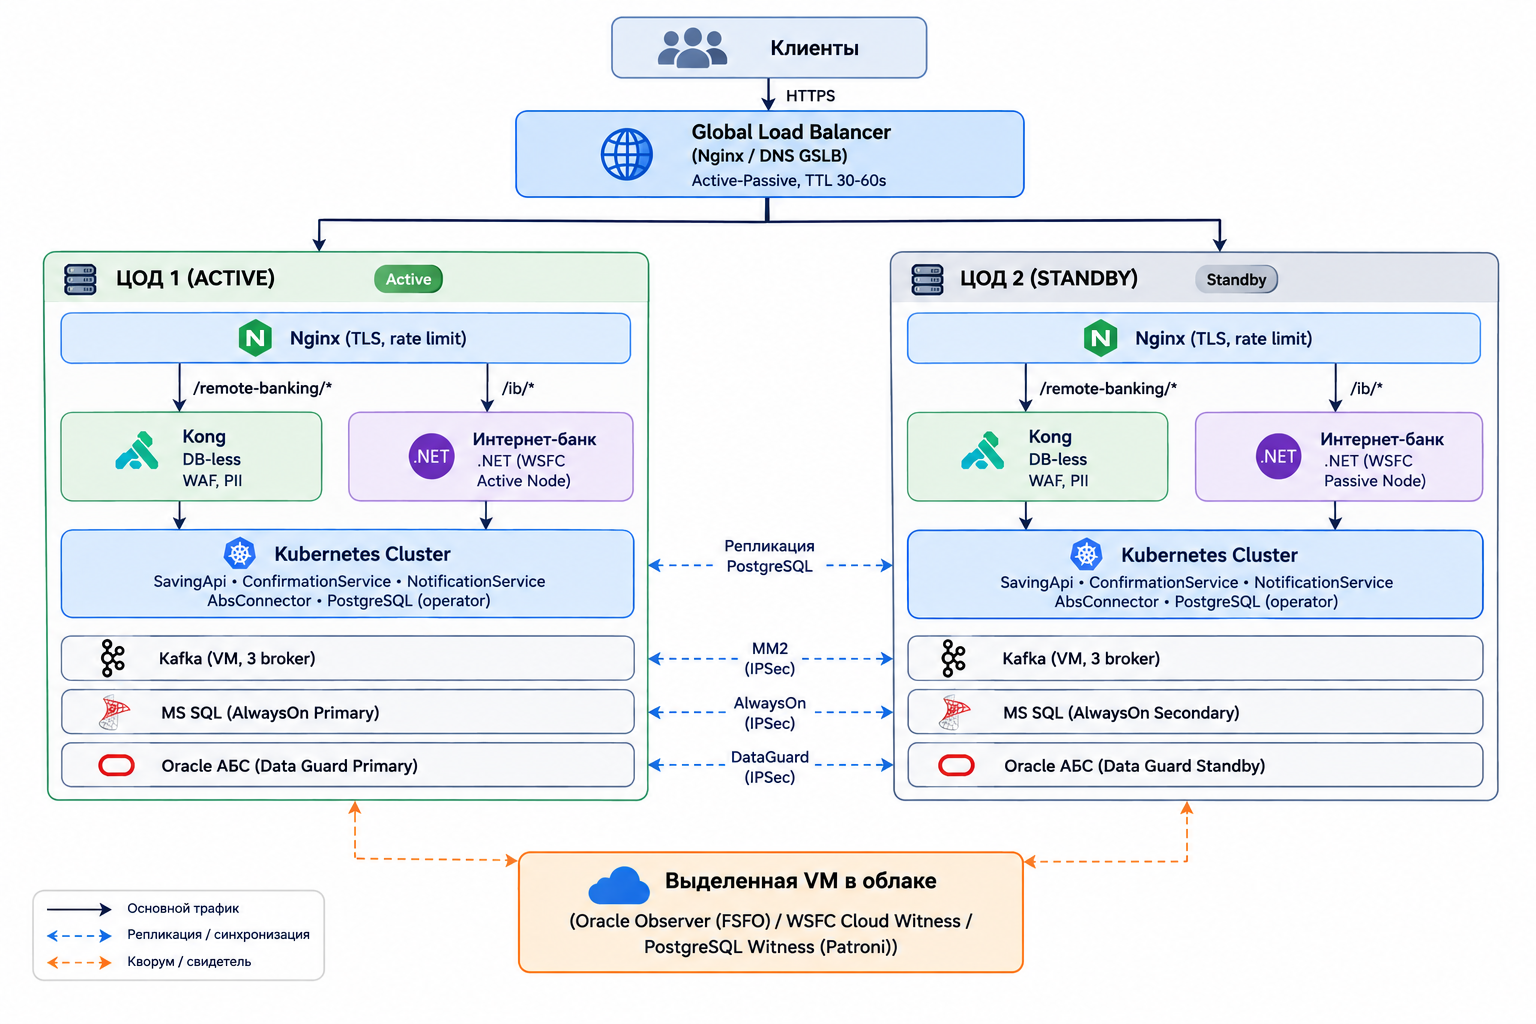 Клиенты
HTTPS
Global Load Balancer
(Nginx / DNS GSLB)
Active-Passive, TTL 30-60s
ЦОД 1 (ACTIVE)
Active
Nginx (TLS, rate limit)
/remote-banking/*
/ib/*
Kong
DB-less
WAF, PII
.NET
Интернет-банк
.NET (WSFC
Active Node)
Kubernetes Cluster
SavingApi • ConfirmationService • NotificationService
AbsConnector • PostgreSQL (operator)
Kafka (VM, 3 broker)
MS SQL (AlwaysOn Primary)
Oracle АБС (Data Guard Primary)
Репликация
PostgreSQL
MM2
(IPSec)
AlwaysOn
(IPSec)
DataGuard
(IPSec)
ЦОД 2 (STANDBY)
Standby
Nginx (TLS, rate limit)
/remote-banking/*
/ib/*
Kong
DB-less
WAF, PII
.NET
Интернет-банк
.NET (WSFC
Passive Node)
Kubernetes Cluster
SavingApi • ConfirmationService • NotificationService
AbsConnector • PostgreSQL (operator)
Kafka (VM, 3 broker)
MS SQL (AlwaysOn Secondary)
Oracle АБС (Data Guard Standby)
Выделенная VM в облаке
(Oracle Observer (FSFO) / WSFC Cloud Witness /
PostgreSQL Witness (Patroni))
Основной трафик
Репликация / синхронизация
Кворум / свидетель